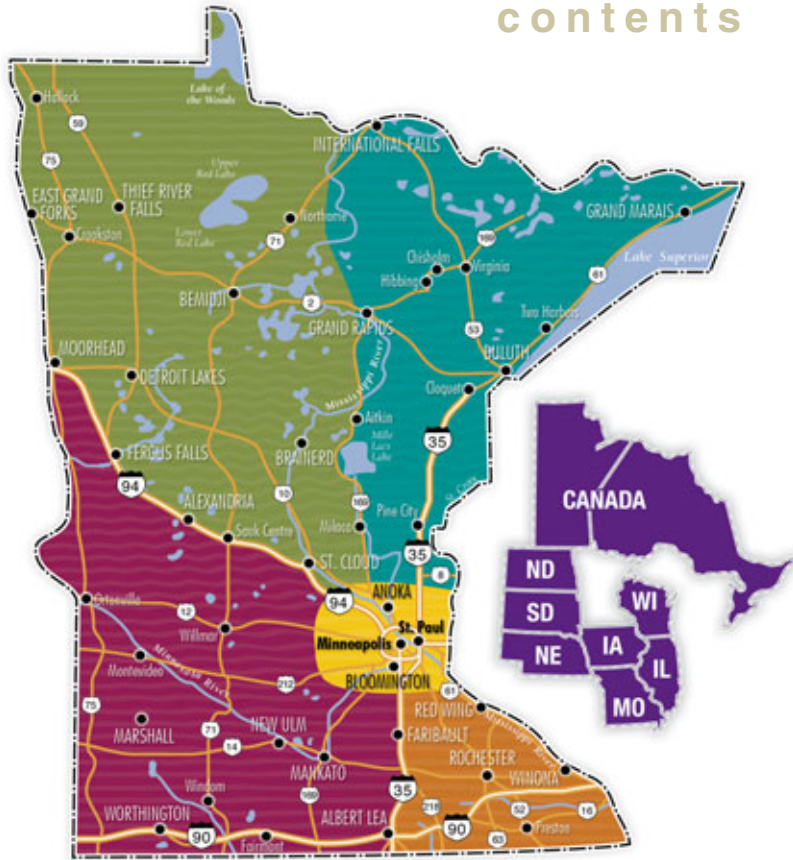 contents
Lake of
the Woods
Hallock
59
INTERNATIONAL FALLS
75
Upper
Red Lake
EAST GRAND
FORKS
THIEF RIVER
FALLS
Northome
GRAND MARAIS
Crookston
Lower
Red Lake
71
169
Chisholm
Virginia
Lake Superior
Hibbing
61
BEMIDJI
2
GRAND RAPIDS
53
Two Harbors
MOORHEAD
DULUTH
DETROIT LAKES
Mississippi River
Cloquet
Aitkin
35
FERGUS FALLS
BRAINERD
Mille
Lacs
Lake
94
10
169
St. Croix
CANADA
ALEXANDRIA
Pine City
Sauk Centre
Milaca
35
ST. CLOUD
8
ND
Ortonville
94
ANOKA
WI
12
SD
Willmar
St. Paul
Minneapolis
IA
Montevideo
Minnesota River
NE
IL
212
BLOOMINGTON
61
75
RED WING
MO
MARSHALL
71
NEW ULM
FARIBAULT
Mississippi River
14
MANKATO
ROCHESTER
WINONA
Windom
169
35
WORTHINGTON
218
52
16
ALBERT LEA
90
90
Preston
Fairmont
63